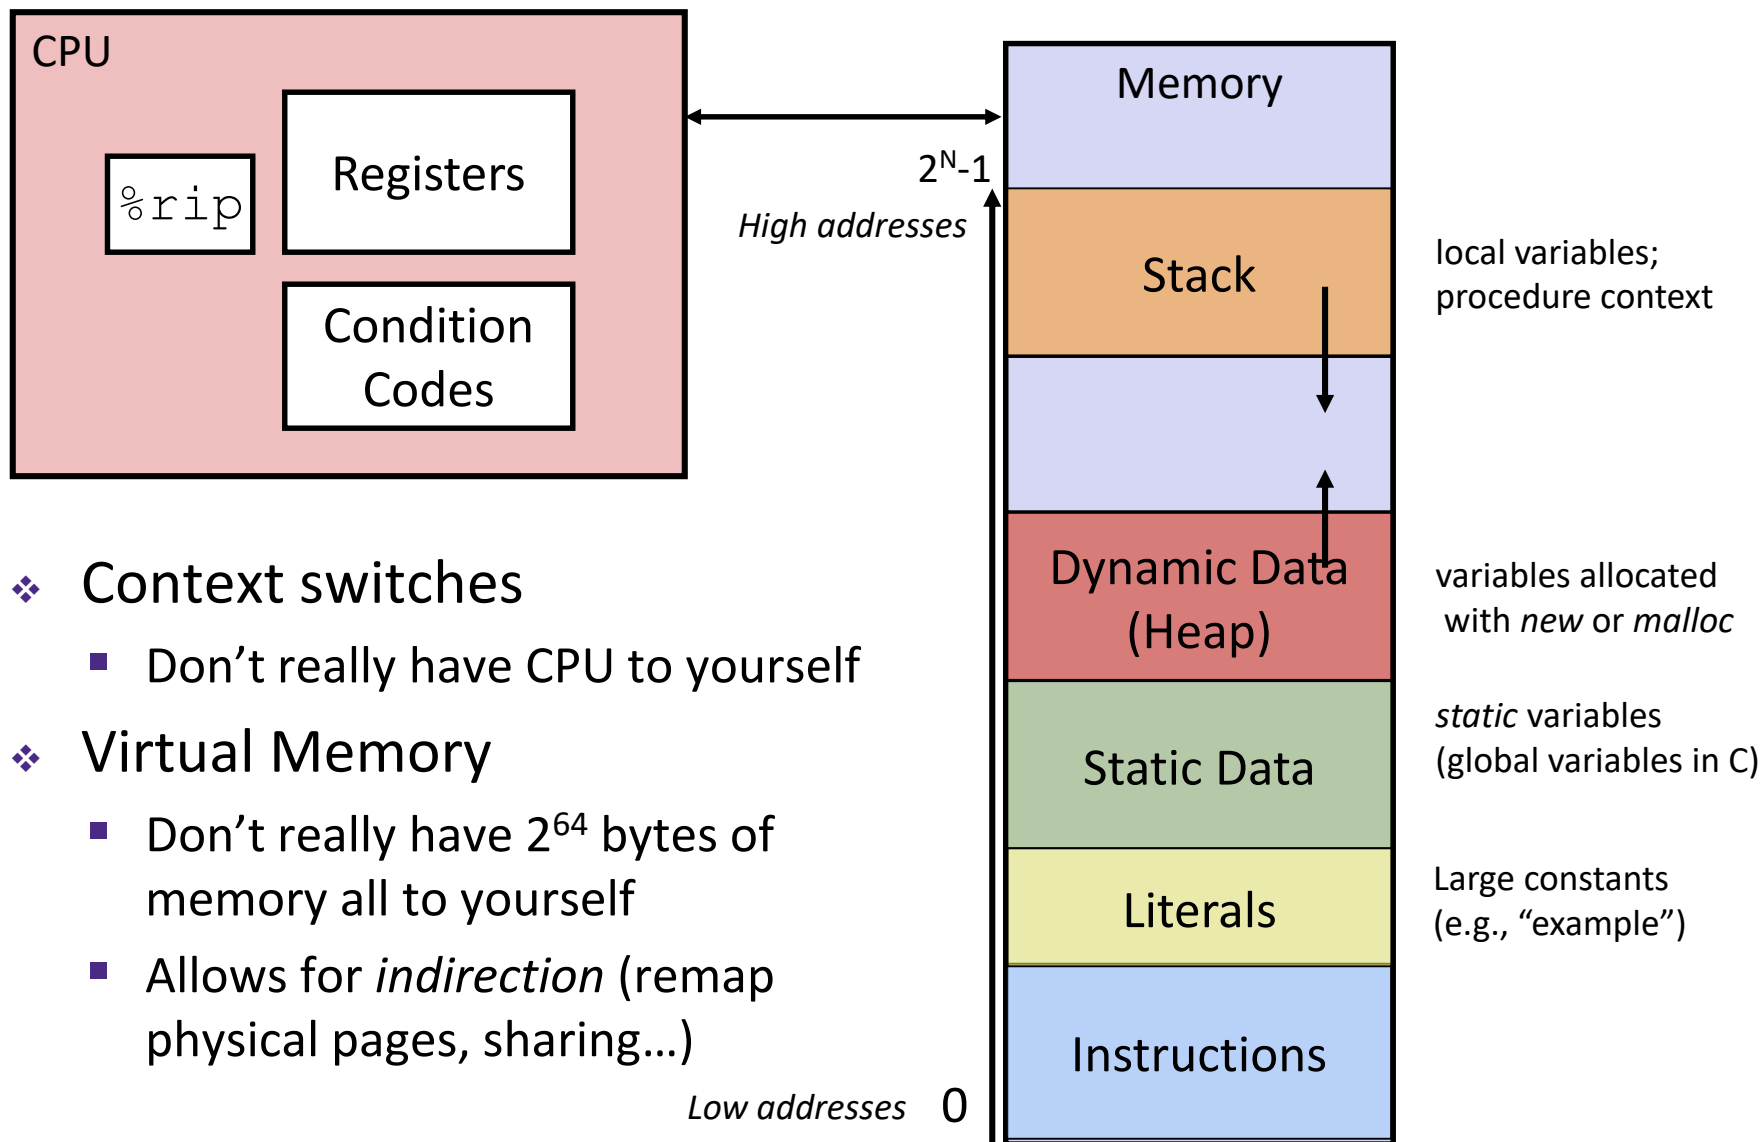 CPU
%rip
Registers
Condition
Codes
Memory
2ᴺ-1
High addresses
Stack
local variables;
procedure context
Dynamic Data
(Heap)
variables allocated
with new or malloc
Static Data
static variables
(global variables in C)
Literals
Large constants
(e.g., “example”)
Instructions
❖ Context switches
▪ Don’t really have CPU to yourself
❖ Virtual Memory
▪ Don’t really have 2⁶⁴ bytes of
memory all to yourself
▪ Allows for indirection (remap
physical pages, sharing…)
Low addresses 0